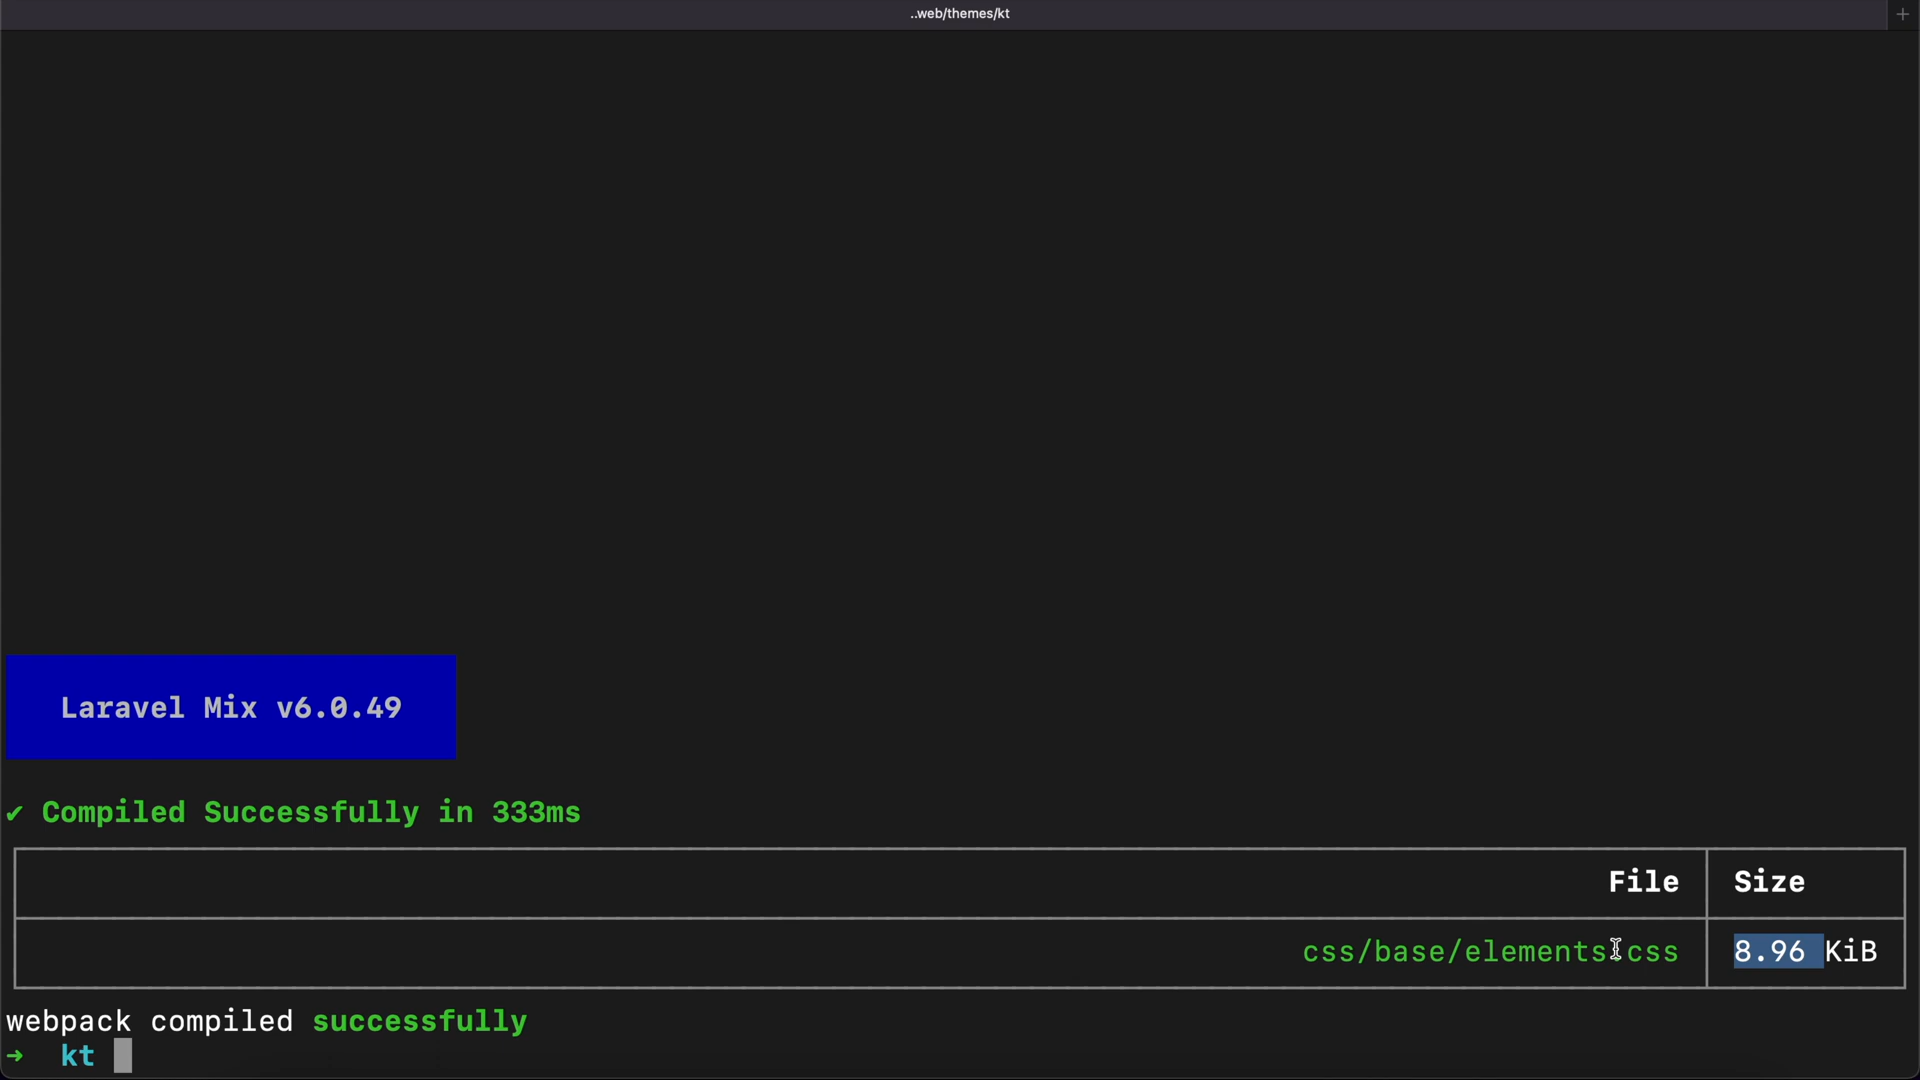 ..web/themes/kt
Laravel Mix v6.0.49
✔ Compiled Successfully in 333ms
File Size
css/base/elements.css 8.96 KiB
webpack compiled successfully
➜ kt